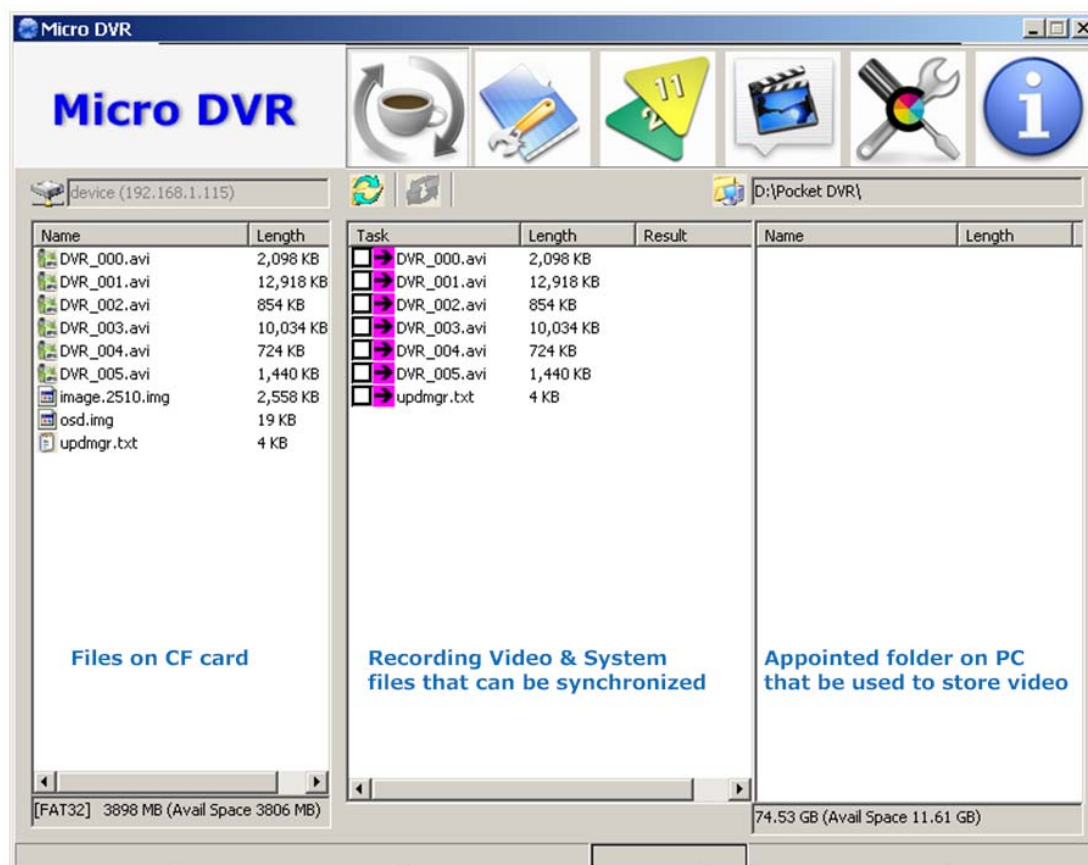 Micro DVR
Micro DVR
11
2
device (192.168.1.115)
D:\Pocket DVR\
Name Length
DVR_000.avi 2,098 KB
DVR_001.avi 12,918 KB
DVR_002.avi 854 KB
DVR_003.avi 10,034 KB
DVR_004.avi 724 KB
DVR_005.avi 1,440 KB
image.2510.img 2,558 KB
osd.img 19 KB
updmgr.txt 4 KB
Files on CF card
[FAT32] 3898 MB (Avail Space 3806 MB)
Task Length Result
DVR_000.avi 2,098 KB
DVR_001.avi 12,918 KB
DVR_002.avi 854 KB
DVR_003.avi 10,034 KB
DVR_004.avi 724 KB
DVR_005.avi 1,440 KB
updmgr.txt 4 KB
Recording Video & System
files that can be synchronized
Name Length
Appointed folder on PC
that be used to store video
74.53 GB (Avail Space 11.61 GB)